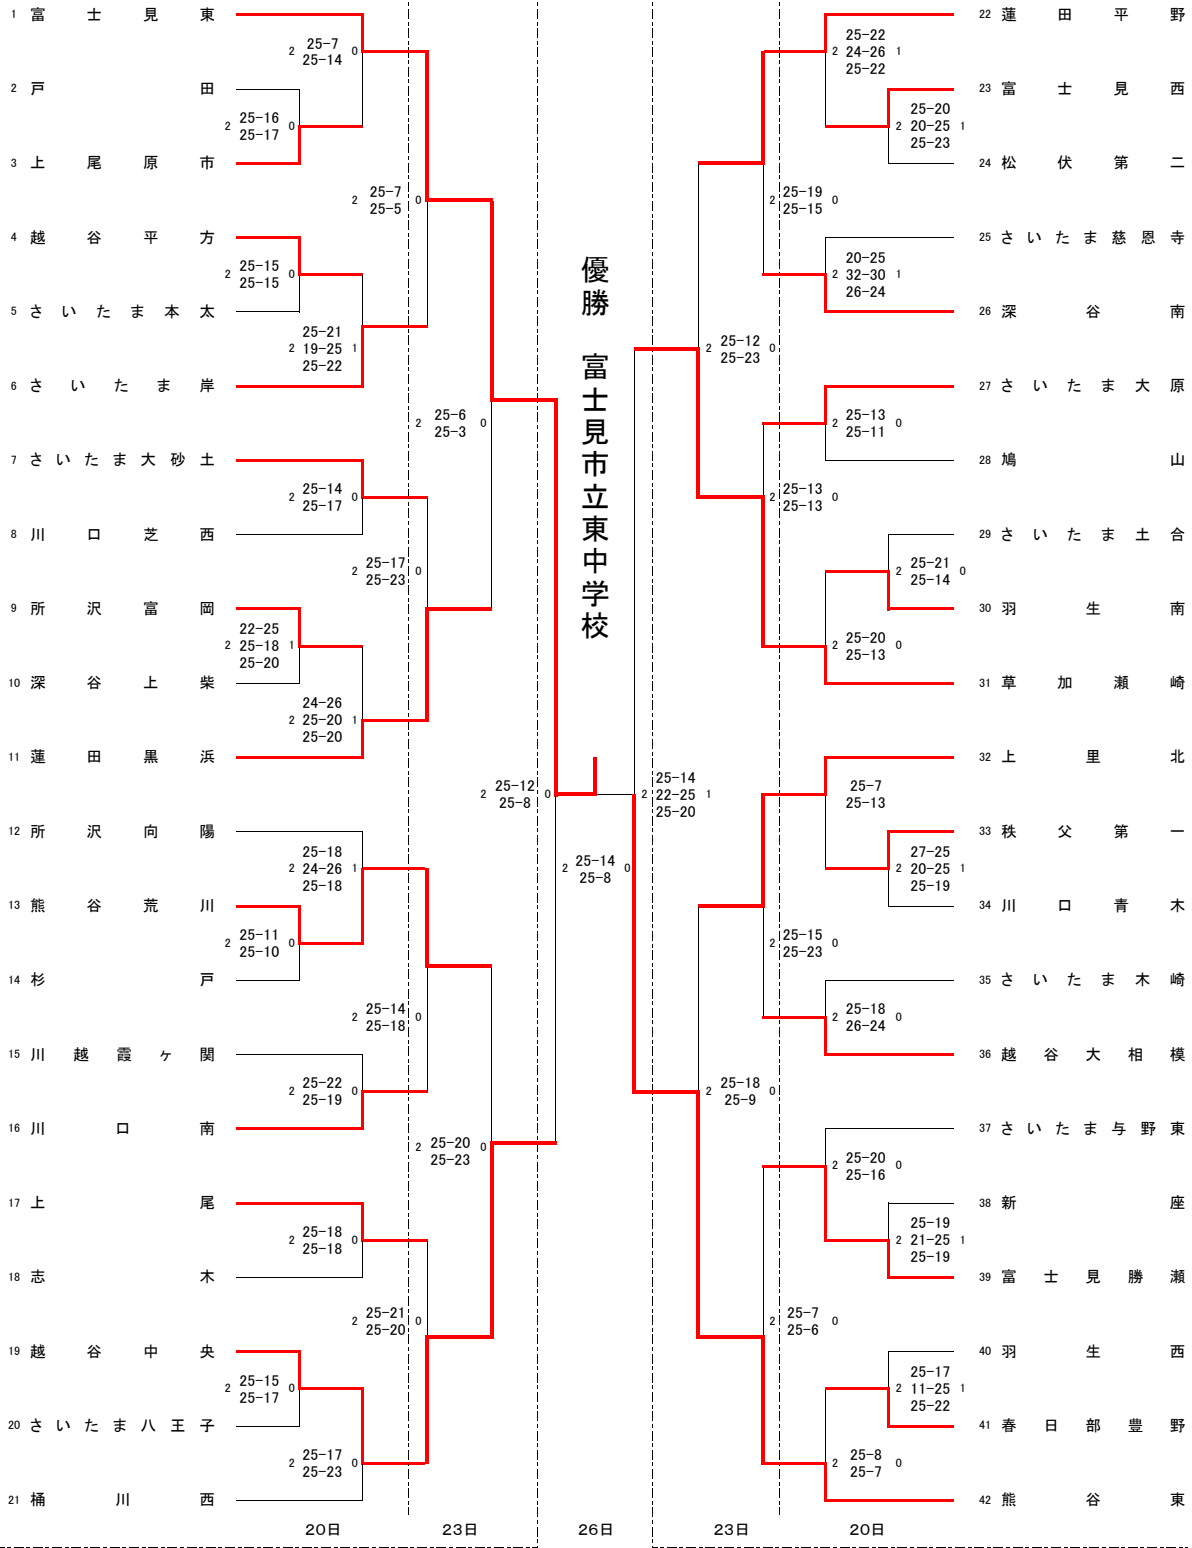 1 富士見東
2 25-7 0
25-14
2 戸田
2 25-16 0
25-17
3 上尾原市
2 25-7 0
25-5
4 越谷平方
2 25-15 0
25-15
5 さいたま本太
25-21
2 19-25 1
25-22
6 さいたま岸
2 25-6 0
25-3
7 さいたま大砂土
2 25-14 0
25-17
8 川口芝西
2 25-17 0
25-23
9 所沢富岡
22-25
2 25-18 1
25-20
10 深谷上柴
24-26
2 25-20 1
25-20
11 蓮田黒浜
2 25-12 0
25-8
12 所沢向陽
25-18
2 24-26 1
25-18
13 熊谷荒川
2 25-11 0
25-10
14 杉戸
2 25-14 0
25-18
15 川越霞ヶ関
2 25-22 0
25-19
16 川口南
2 25-20 0
25-23
17 上尾
2 25-18 0
25-18
18 志木
2 25-21 0
25-20
19 越谷中央
2 25-15 0
25-17
20 さいたま八王子
2 25-17 0
25-23
21 桶川西
優勝 富士見市立東中学校
2 25-14 0
25-8
22 蓮田平野
25-22
2 24-26 1
25-22
23 富士見西
25-20
2 20-25 1
25-23
24 松伏第二
2 25-19 0
25-15
25 さいたま慈恩寺
20-25
2 32-30 1
26-24
26 深谷南
2 25-12 0
25-23
27 さいたま大原
2 25-13 0
25-11
28 鳩山
2 25-13 0
25-13
29 さいたま土合
2 25-21 0
25-14
30 羽生南
2 25-20 0
25-13
31 草加瀬崎
25-14
2 22-25 1
25-20
32 上里北
25-7
25-13
33 秩父第一
27-25
2 20-25 1
25-19
34 川口青木
2 25-15 0
25-23
35 さいたま木崎
2 25-18 0
26-24
36 越谷大相模
2 25-18 0
25-9
37 さいたま与野東
2 25-20 0
25-16
38 新座
25-19
2 21-25 1
25-19
39 富士見勝瀬
2 25-7 0
25-6
40 羽生西
25-17
2 11-25 1
25-22
41 春日部豊野
2 25-8 0
25-7
42 熊谷東
20日 23日 26日 23日 20日